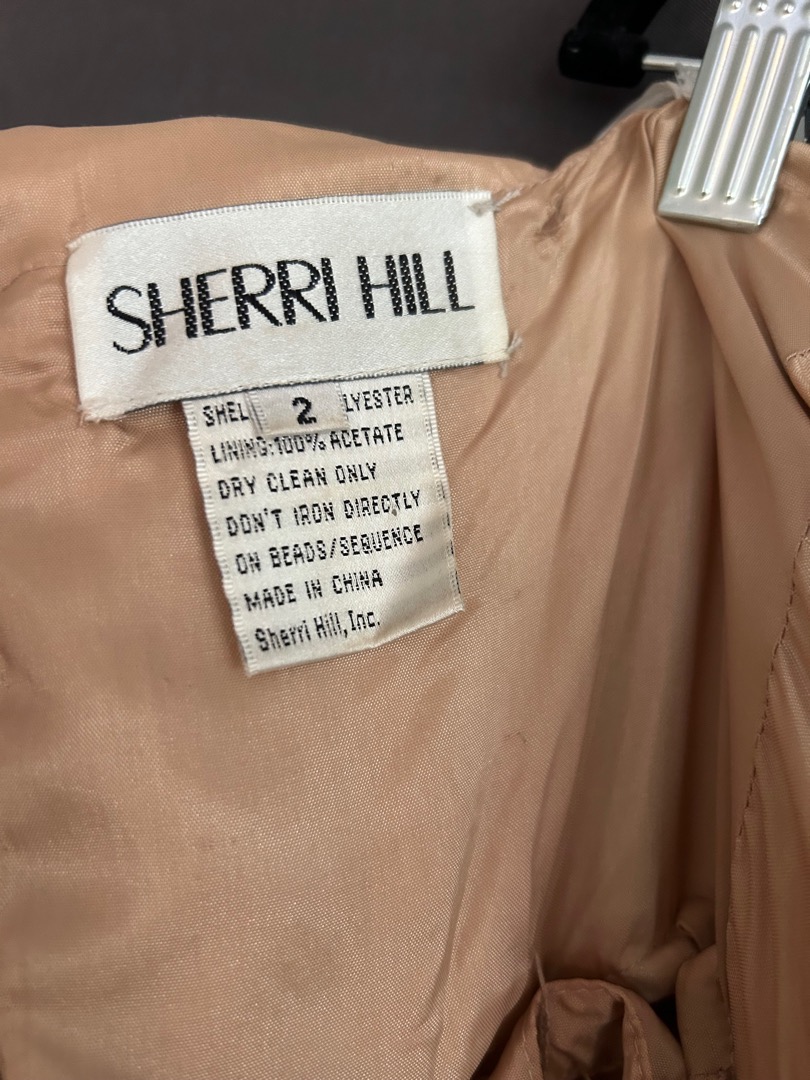 SHERRI HILL
SHEL 2 LYESTER
LINING:100% ACETATE
DRY CLEAN ONLY
DON'T IRON DIRECTLY
ON BEADS/SEQUENCE
MADE IN CHINA
Sherri Hill, Inc.